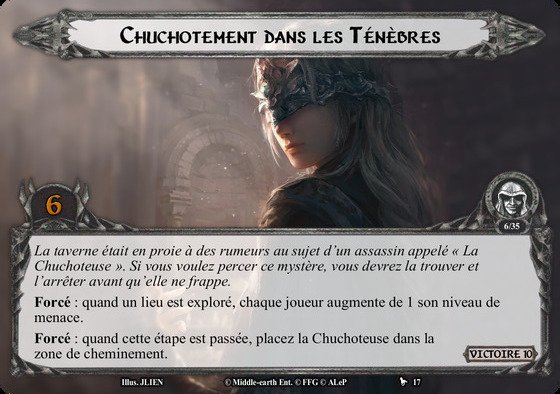 Chuchotement dans les Ténèbres
6
6/35
La taverne était en proie à des rumeurs au sujet d'un assassin appelé « La
Chuchoteuse ». Si vous voulez percer ce mystère, vous devrez la trouver et
l'arrêter avant qu'elle ne frappe.
Forcé : quand un lieu est exploré, chaque joueur augmente de 1 son niveau de
menace.
Forcé : quand cette étape est passée, placez la Chuchoteuse dans la
zone de cheminement.
VICTOIRE 10
Illus. JLIEN © Middle-earth Ent. © FFG © ALeP 17